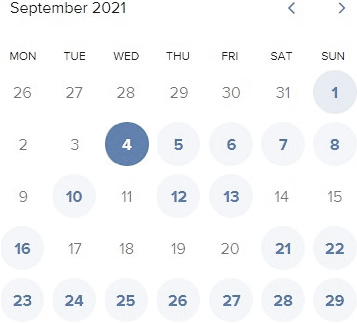 September 2021 < >
MON TUE WED THU FRI SAT SUN
26 27 28 29 30 31 1
2 3 4 5 6 7 8
9 10 11 12 13 14 15
16 17 18 19 20 21 22
23 24 25 26 27 28 29